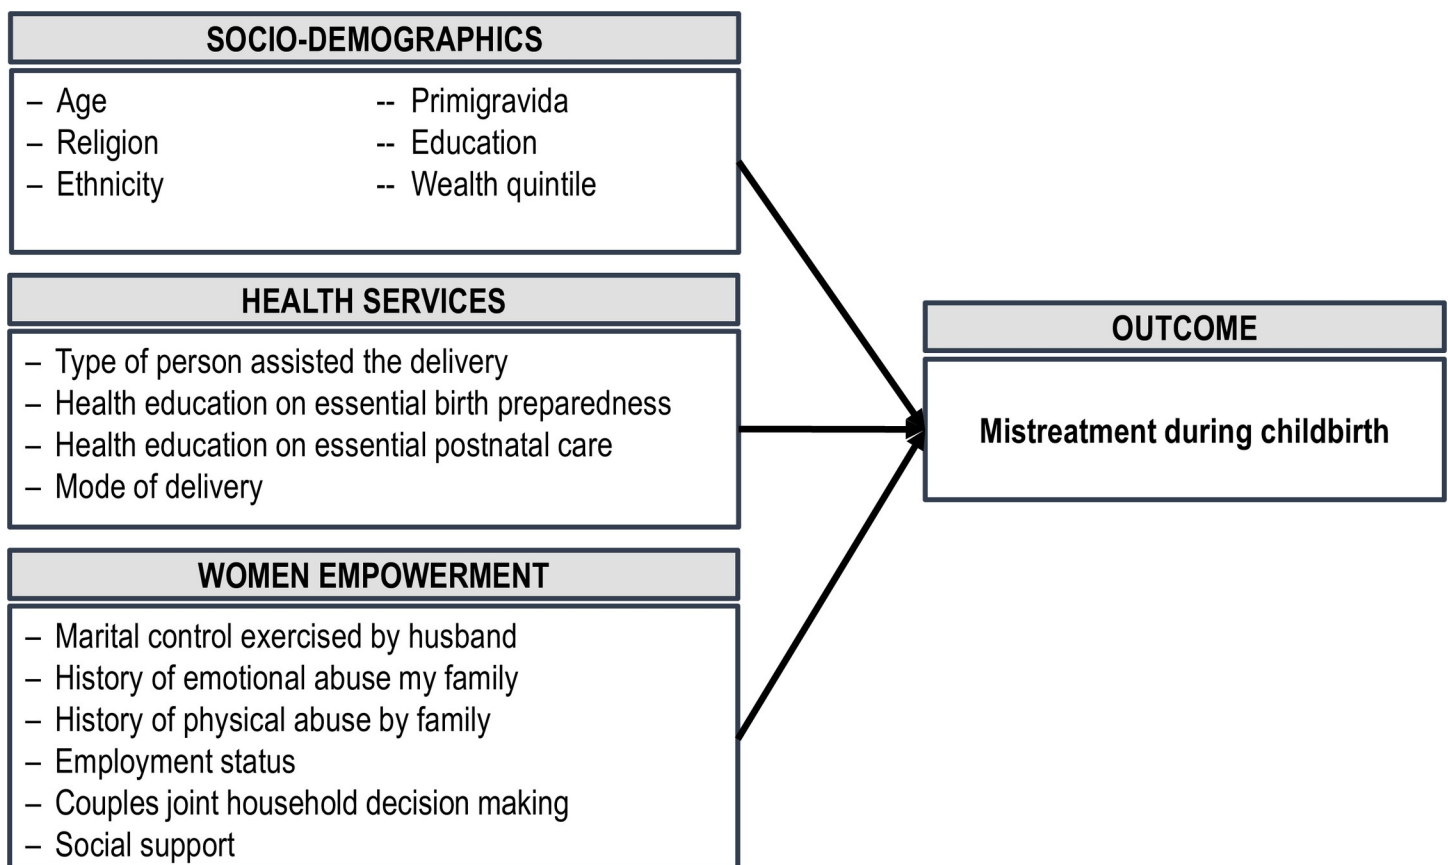 SOCIO-DEMOGRAPHICS
– Age
– Religion
– Ethnicity
-- Primigravida
-- Education
-- Wealth quintile
HEALTH SERVICES
– Type of person assisted the delivery
– Health education on essential birth preparedness
– Health education on essential postnatal care
– Mode of delivery
WOMEN EMPOWERMENT
– Marital control exercised by husband
– History of emotional abuse my family
– History of physical abuse by family
– Employment status
– Couples joint household decision making
– Social support
OUTCOME
Mistreatment during childbirth